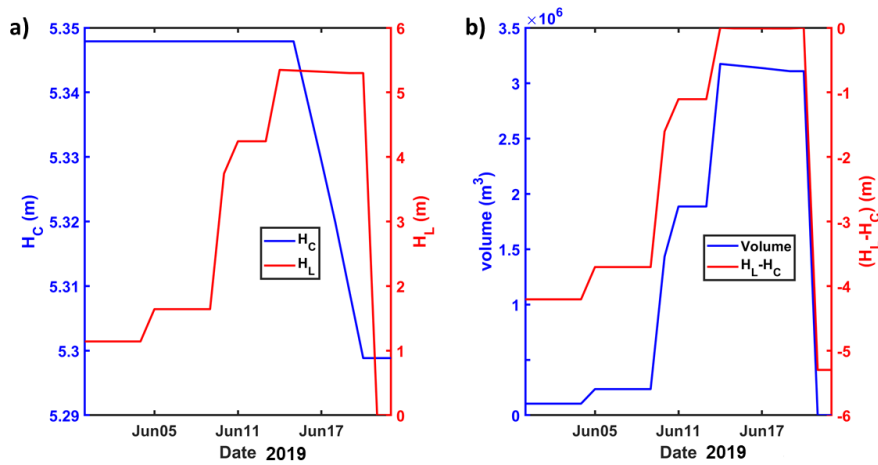 a)
5.35
5.34
5.33
5.32
5.31
5.3
5.29
H_C (m)
6
5
4
3
2
1
0
H_L (m)
H_C
H_L
Jun05 Jun11 Jun17
Date 2019
b)
×10^6
3.5
3
2.5
2
1.5
1
0.5
0
volume (m^3)
0
-1
-2
-3
-4
-5
-6
(H_L -H_C) (m)
Volume
H_L-H_C
Jun05 Jun11 Jun17
Date 2019